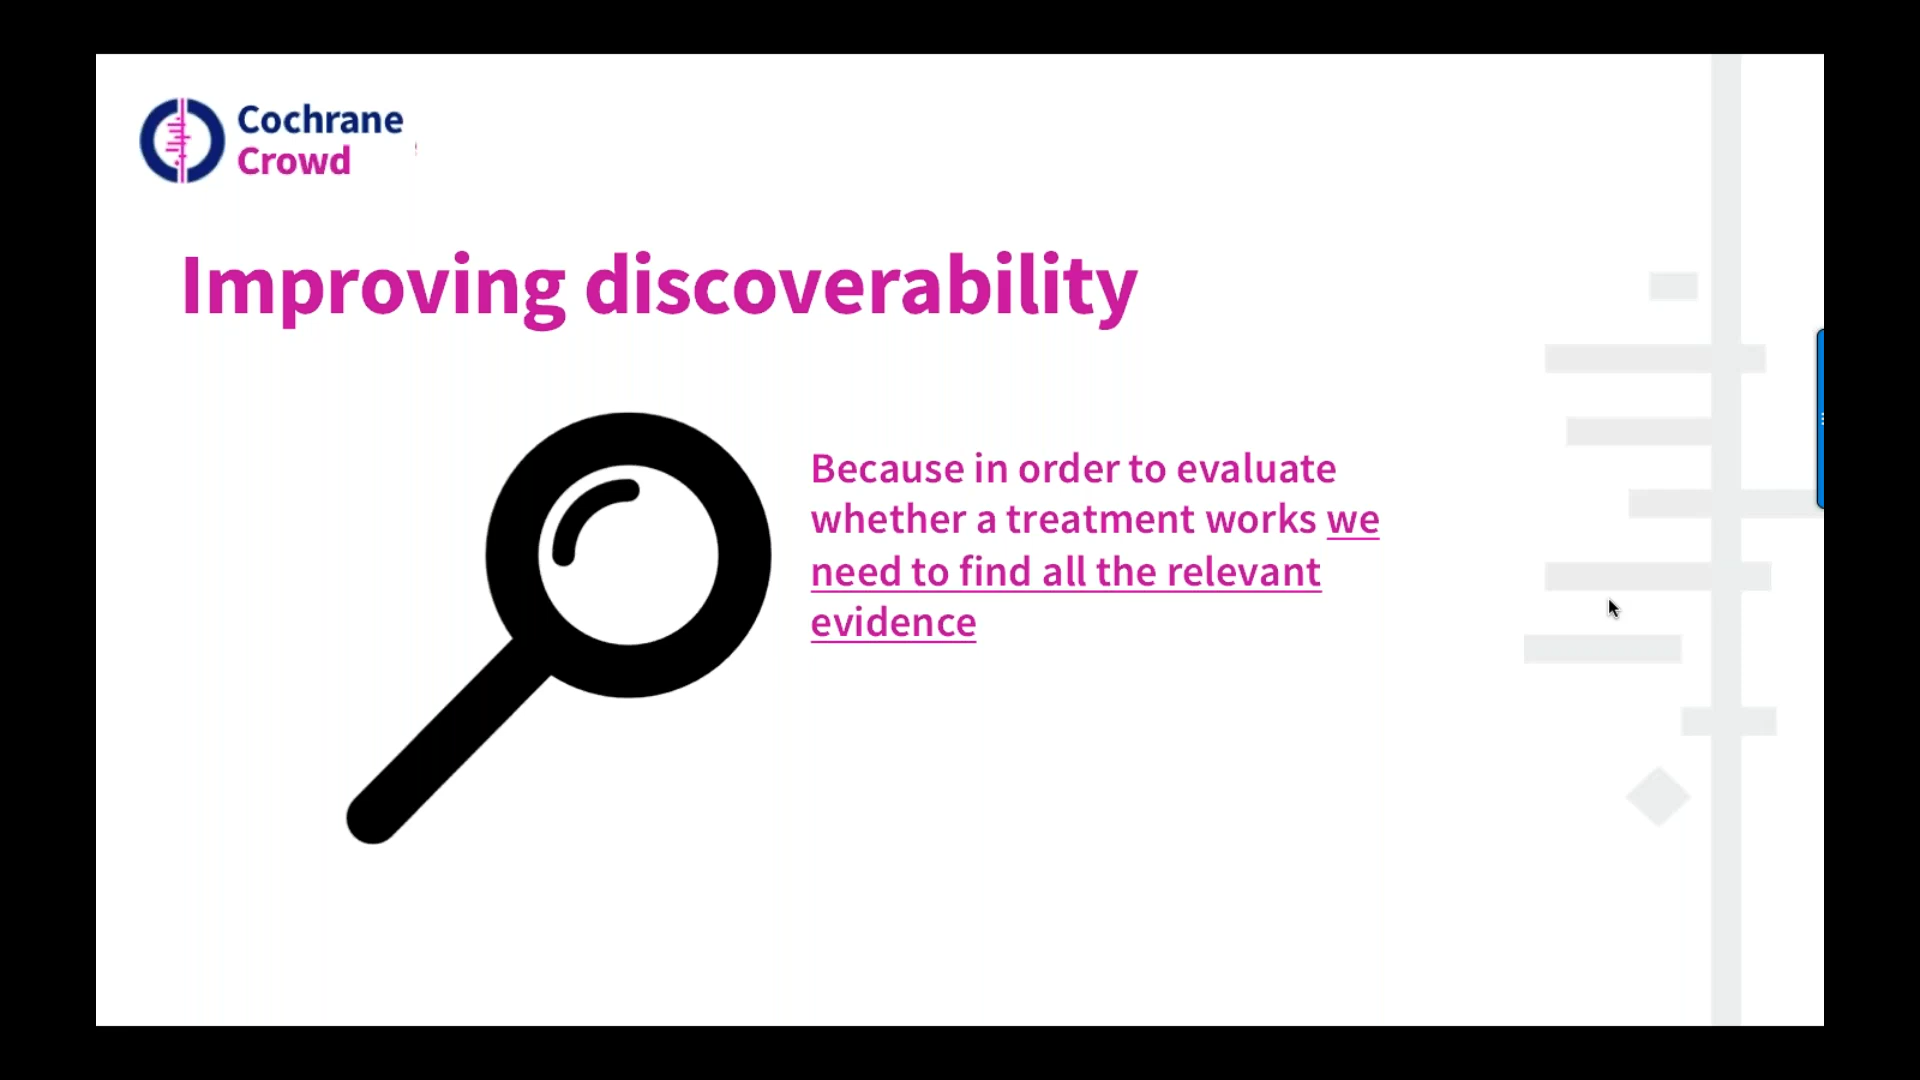 Cochrane
Crowd
Improving discoverability
Because in order to evaluate
whether a treatment works we
need to find all the relevant
evidence